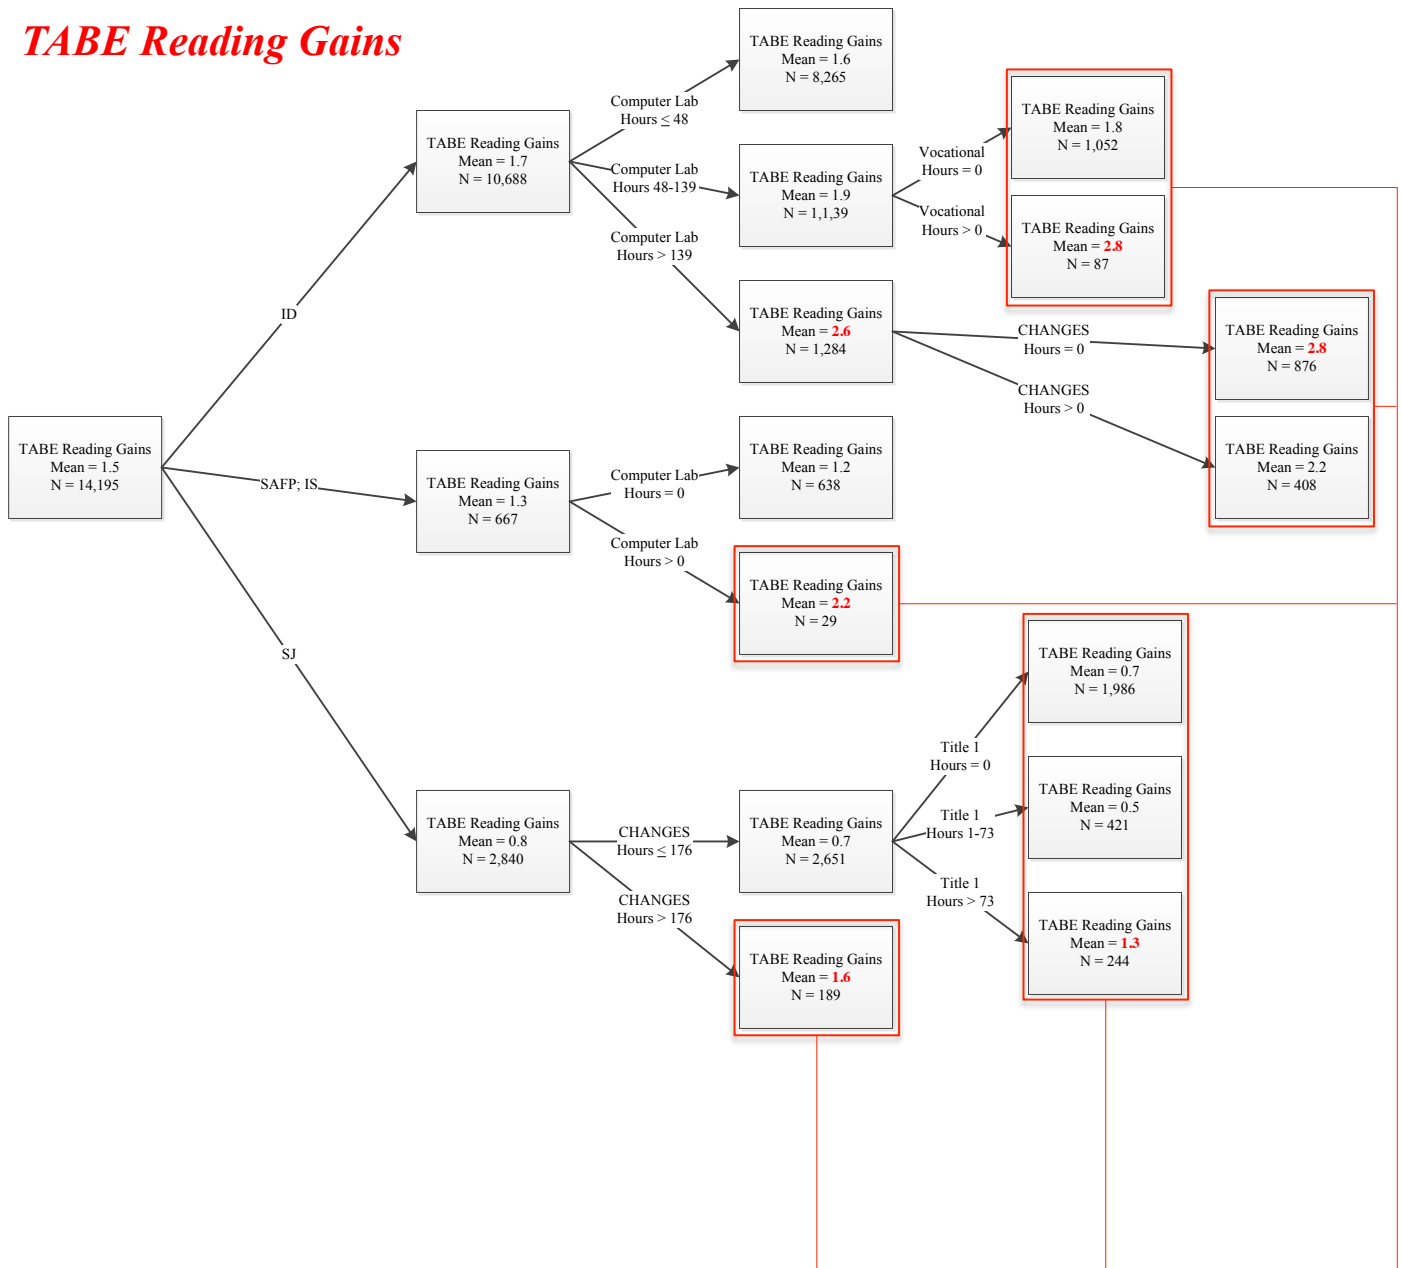 TABE Reading Gains
TABE Reading Gains
Mean = 1.5
N = 14,195
ID
SAFP; IS
SJ
TABE Reading Gains
Mean = 1.7
N = 10,688
Computer Lab
Hours ≤ 48
Computer Lab
Hours 48-139
Computer Lab
Hours > 139
TABE Reading Gains
Mean = 1.6
N = 8,265
TABE Reading Gains
Mean = 1.9
N = 1,1,39
Vocational
Hours = 0
Vocational
Hours > 0
TABE Reading Gains
Mean = 1.8
N = 1,052
TABE Reading Gains
Mean = 2.8
N = 87
TABE Reading Gains
Mean = 2.6
N = 1,284
CHANGES
Hours = 0
CHANGES
Hours > 0
TABE Reading Gains
Mean = 2.8
N = 876
TABE Reading Gains
Mean = 2.2
N = 408
TABE Reading Gains
Mean = 1.3
N = 667
Computer Lab
Hours = 0
Computer Lab
Hours > 0
TABE Reading Gains
Mean = 1.2
N = 638
TABE Reading Gains
Mean = 2.2
N = 29
TABE Reading Gains
Mean = 0.8
N = 2,840
CHANGES
Hours ≤ 176
CHANGES
Hours > 176
TABE Reading Gains
Mean = 0.7
N = 2,651
Title 1
Hours = 0
Title 1
Hours 1-73
Title 1
Hours > 73
TABE Reading Gains
Mean = 0.7
N = 1,986
TABE Reading Gains
Mean = 0.5
N = 421
TABE Reading Gains
Mean = 1.3
N = 244
TABE Reading Gains
Mean = 1.6
N = 189